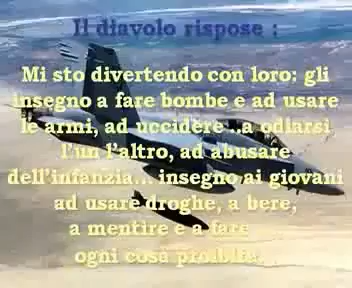 Il diavolo rispose :
Mi sto divertendo con loro; gli
insegno a fare bombe e ad usare
le armi, ad uccidere ..a odiarsi
l'un l'altro, ad abusare
dell'infanzia... insegno ai giovani
ad usare droghe, a bere,
a mentire e a fare
ogni cosa proibite.